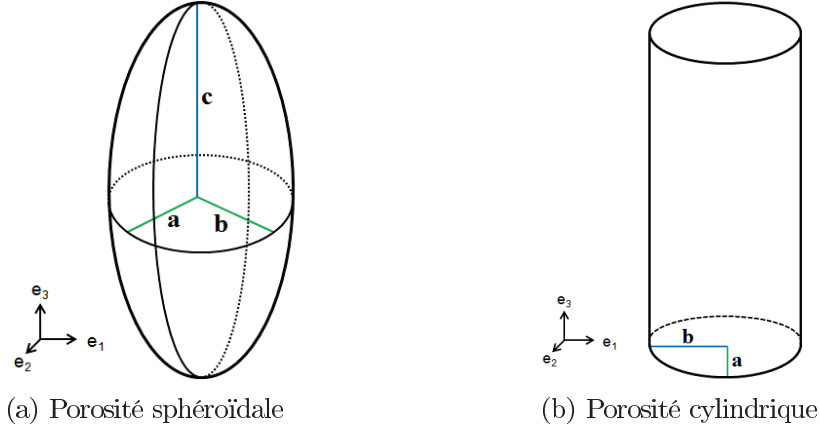 c
a
b
e3
e1
e2
(a) Porosité sphéroïdale
b
a
e3
e1
e2
(b) Porosité cylindrique